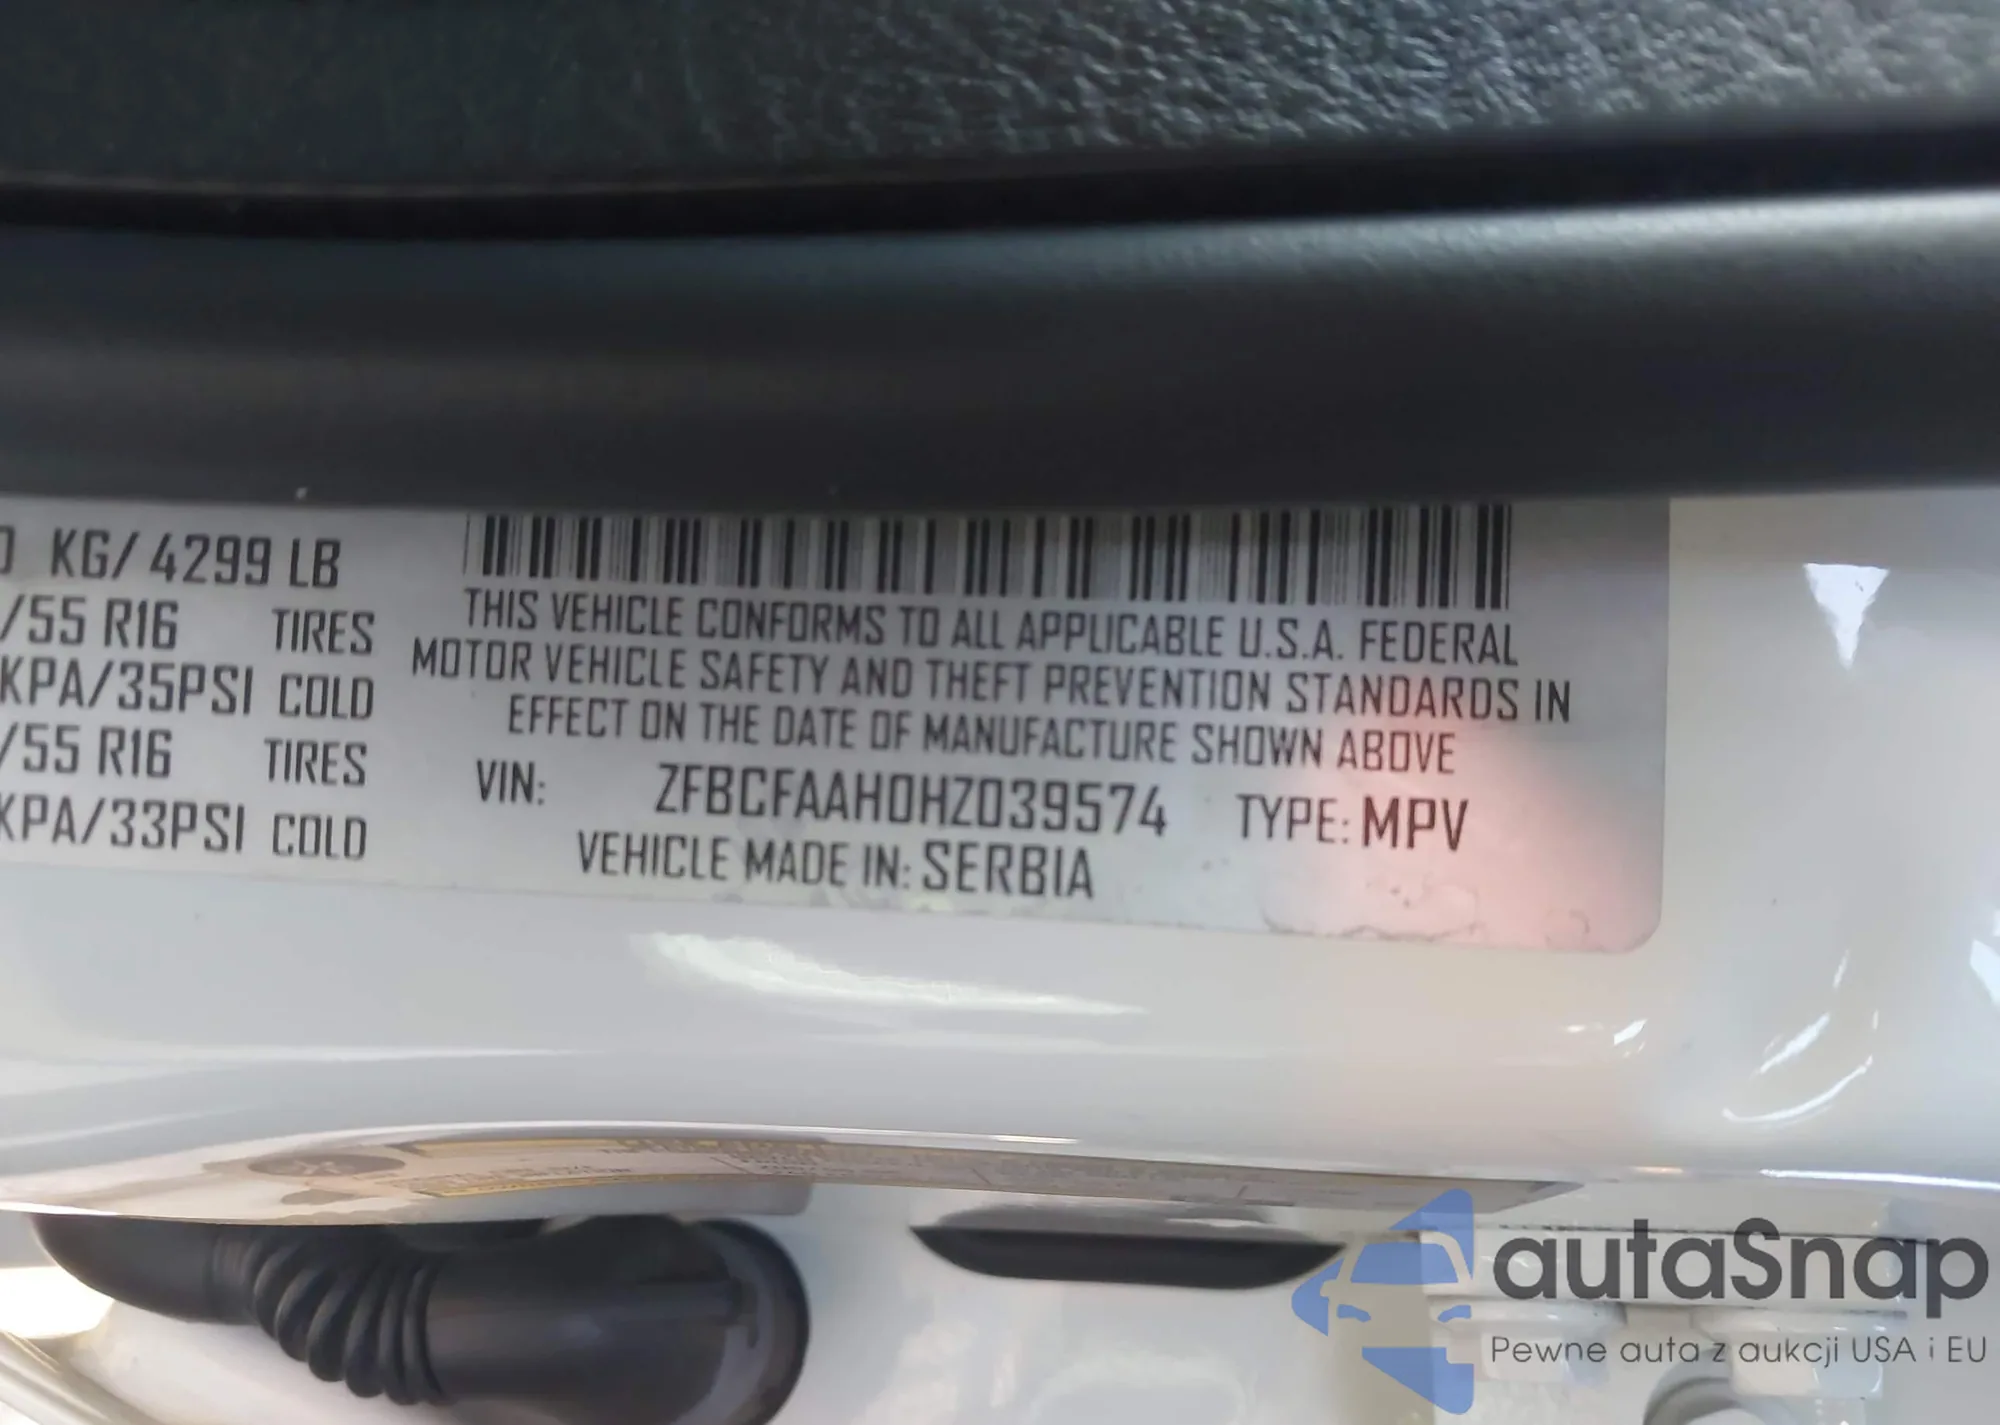 0 KG/ 4299 LB
/55 R16 TIRES
KPA/35PSI COLD
/55 R16 TIRES
KPA/33PSI COLD
THIS VEHICLE CONFORMS TO ALL APPLICABLE U.S.A. FEDERAL
MOTOR VEHICLE SAFETY AND THEFT PREVENTION STANDARDS IN
EFFECT ON THE DATE OF MANUFACTURE SHOWN ABOVE
VIN: ZFBCFAAH0HZ039574 TYPE: MPV
VEHICLE MADE IN: SERBIA
autaSnap
Pewne auta z aukcji USA i EU